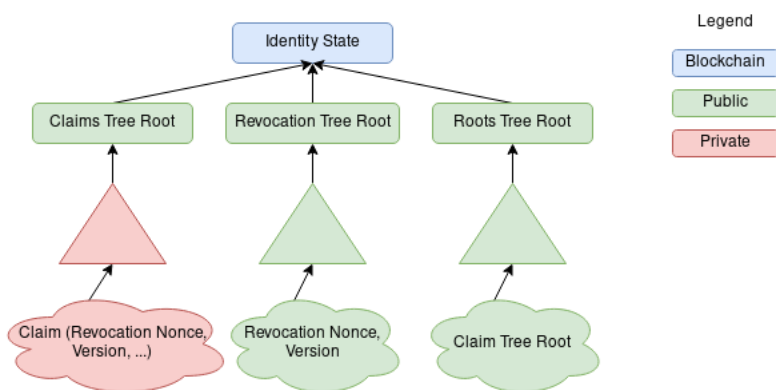 Legend
Identity State
Blockchain
Claims Tree Root
Revocation Tree Root
Roots Tree Root
Public
Private
Claim (Revocation Nonce,
Version, ...)
Revocation Nonce,
Version
Claim Tree Root